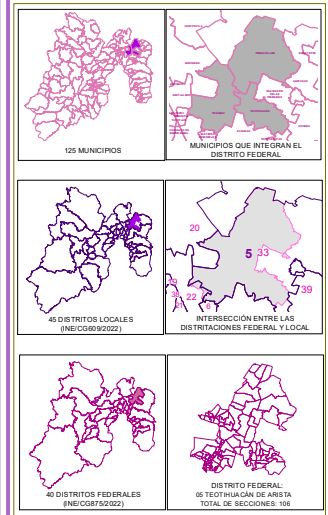 125 MUNICIPIOS
MUNICIPIOS QUE INTEGRAN EL
DISTRITO FEDERAL
20
5
33
39
22
6
45 DISTRITOS LOCALES
(INE/CG609/2022)
INTERSECCIÓN ENTRE LAS
DISTRITACIONES FEDERAL Y LOCAL
40 DISTRITOS FEDERALES
(INE/CG875/2022)
DISTRITO FEDERAL:
05 TEOTIHUACÁN DE ARISTA
TOTAL DE SECCIONES: 106